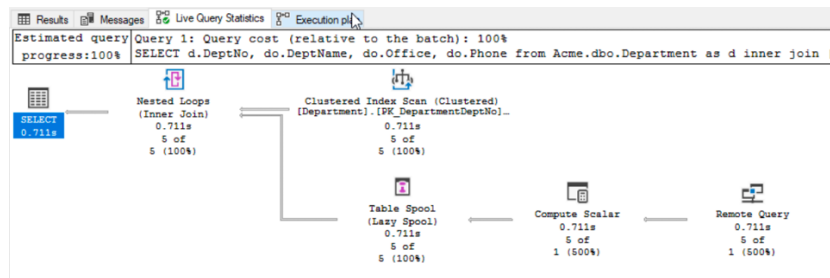 Results Messages Live Query Statistics Execution plan
Estimated query Query 1: Query cost (relative to the batch): 100%
progress:100% SELECT d.DeptNo, do.DeptName, do.Office, do.Phone from Acme.dbo.Department as d inner join
SELECT
0.711s
Nested Loops
(Inner Join)
0.711s
5 of
5 (100%)
Clustered Index Scan (Clustered)
[Department].[PK_DepartmentDeptNo]…
0.711s
5 of
5 (100%)
Table Spool
(Lazy Spool)
0.711s
5 of
5 (100%)
Compute Scalar
0.711s
5 of
1 (500%)
Remote Query
0.711s
5 of
1 (500%)